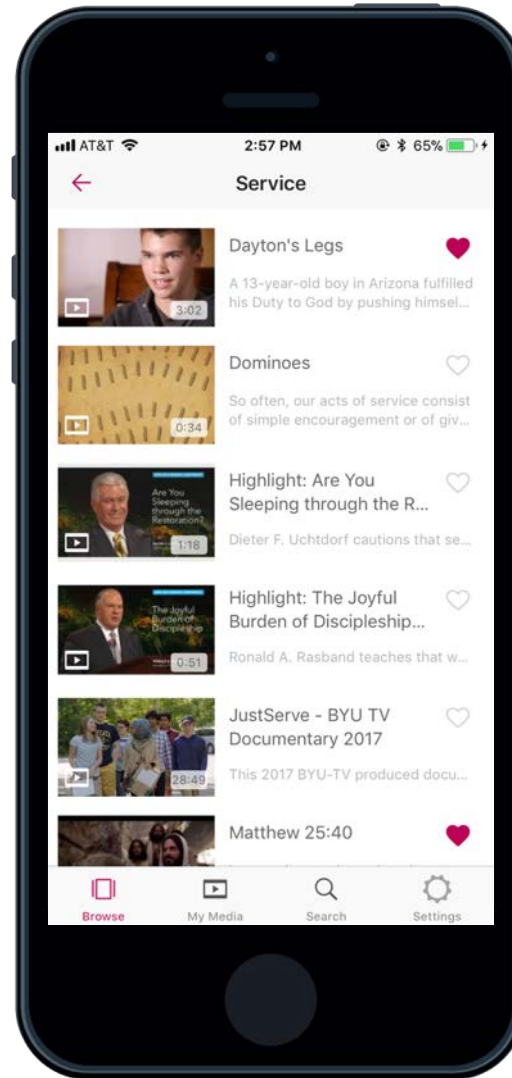 AT&T
2:57 PM
65%
Service
Dayton's Legs
A 13-year-old boy in Arizona fulfilled
his Duty to God by pushing himsel...
3:02
Dominoes
So often, our acts of service consist
of simple encouragement or of giv...
0:34
Are You
Sleeping
through the
Restoration?
1:18
Highlight: Are You
Sleeping through the R...
Dieter F. Uchtdorf cautions that se...
The Joyful
Burden of
Discipleship
0:51
Highlight: The Joyful
Burden of Discipleship...
Ronald A. Rasband teaches that w...
28:49
JustServe - BYU TV
Documentary 2017
This 2017 BYU-TV produced docu...
Matthew 25:40
Browse
My Media
Search
Settings